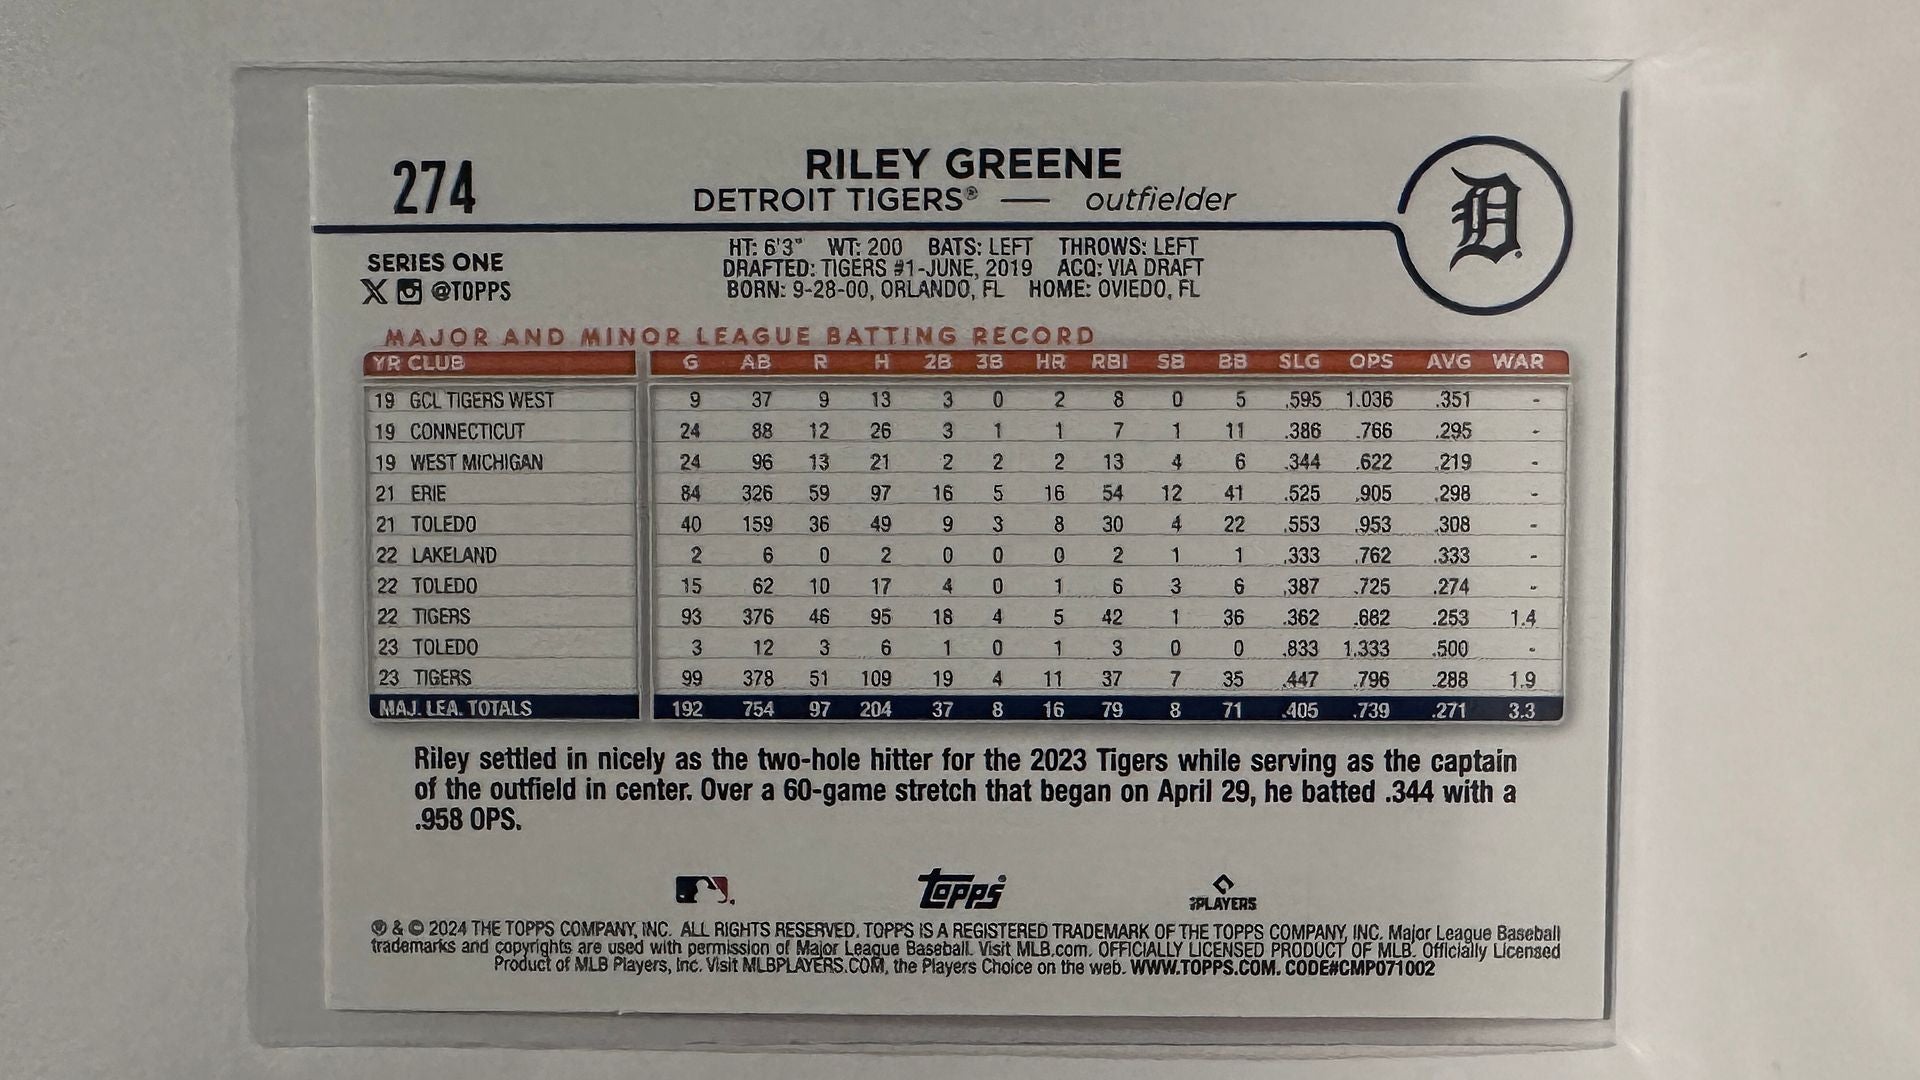 274
RILEY GREENE
DETROIT TIGERS® — outfielder
D
SERIES ONE
X @TOPPS
HT: 6'3" WT: 200 BATS: LEFT THROWS: LEFT
DRAFTED: TIGERS #1-JUNE, 2019 ACQ: VIA DRAFT
BORN: 9-28-00, ORLANDO, FL HOME: OVIEDO, FL
MAJOR AND MINOR LEAGUE BATTING RECORD
YR CLUB G AB R H 2B 3B HR RBI SB BB SLG OPS AVG WAR
19 GCL TIGERS WEST 9 37 9 13 3 0 2 8 0 5 .595 1.036 .351 -
19 CONNECTICUT 24 88 12 26 3 1 1 7 1 11 .386 .766 .295 -
19 WEST MICHIGAN 24 96 13 21 2 2 2 13 4 6 .344 .622 .219 -
21 ERIE 84 326 59 97 16 5 16 54 12 41 .525 .905 .298 -
21 TOLEDO 40 159 36 49 9 3 8 30 4 22 .553 .953 .308 -
22 LAKELAND 2 6 0 2 0 0 0 2 1 1 .333 .762 .333 -
22 TOLEDO 15 62 10 17 4 0 1 6 3 6 .387 .725 .274 -
22 TIGERS 93 376 46 95 18 4 5 42 1 36 .362 .682 .253 1.4
23 TOLEDO 3 12 3 6 1 0 1 3 0 0 .833 1.333 .500 -
23 TIGERS 99 378 51 109 19 4 11 37 7 35 .447 .796 .288 1.9
MAJ. LEA. TOTALS 192 754 97 204 37 8 16 79 8 71 .405 .739 .271 3.3
Riley settled in nicely as the two-hole hitter for the 2023 Tigers while serving as the captain
of the outfield in center. Over a 60-game stretch that began on April 29, he batted .344 with a
.958 OPS.
Topps
PLAYERS
® & © 2024 THE TOPPS COMPANY, INC. ALL RIGHTS RESERVED. TOPPS IS A REGISTERED TRADEMARK OF THE TOPPS COMPANY, INC. Major League Baseball
trademarks and copyrights are used with permission of Major League Baseball. Visit MLB.com. OFFICIALLY LICENSED PRODUCT OF MLB. Officially Licensed
Product of MLB Players, Inc. Visit MLBPLAYERS.COM, the Players Choice on the web. WWW.TOPPS.COM. CODE#CMP071002